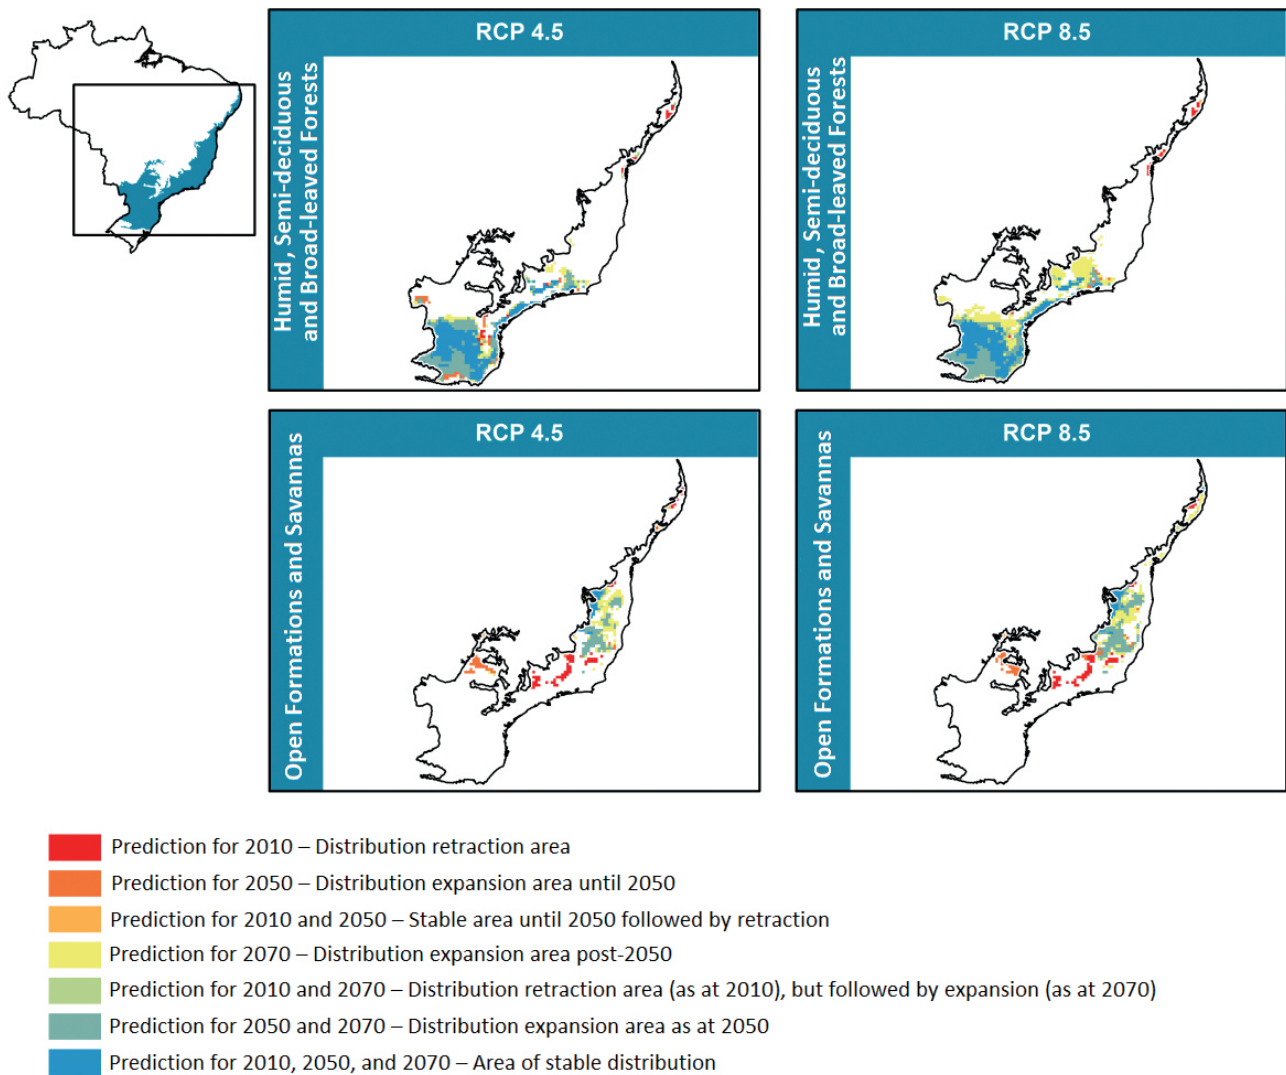 RCP 4.5
RCP 8.5
Humid, Semi-deciduous
and Broad-leaved Forests
Humid, Semi-deciduous
and Broad-leaved Forests
RCP 4.5
RCP 8.5
Open Formations and Savannas
Open Formations and Savannas
Prediction for 2010 – Distribution retraction area
Prediction for 2050 – Distribution expansion area until 2050
Prediction for 2010 and 2050 – Stable area until 2050 followed by retraction
Prediction for 2070 – Distribution expansion area post-2050
Prediction for 2010 and 2070 – Distribution retraction area (as at 2010), but followed by expansion (as at 2070)
Prediction for 2050 and 2070 – Distribution expansion area as at 2050
Prediction for 2010, 2050, and 2070 – Area of stable distribution